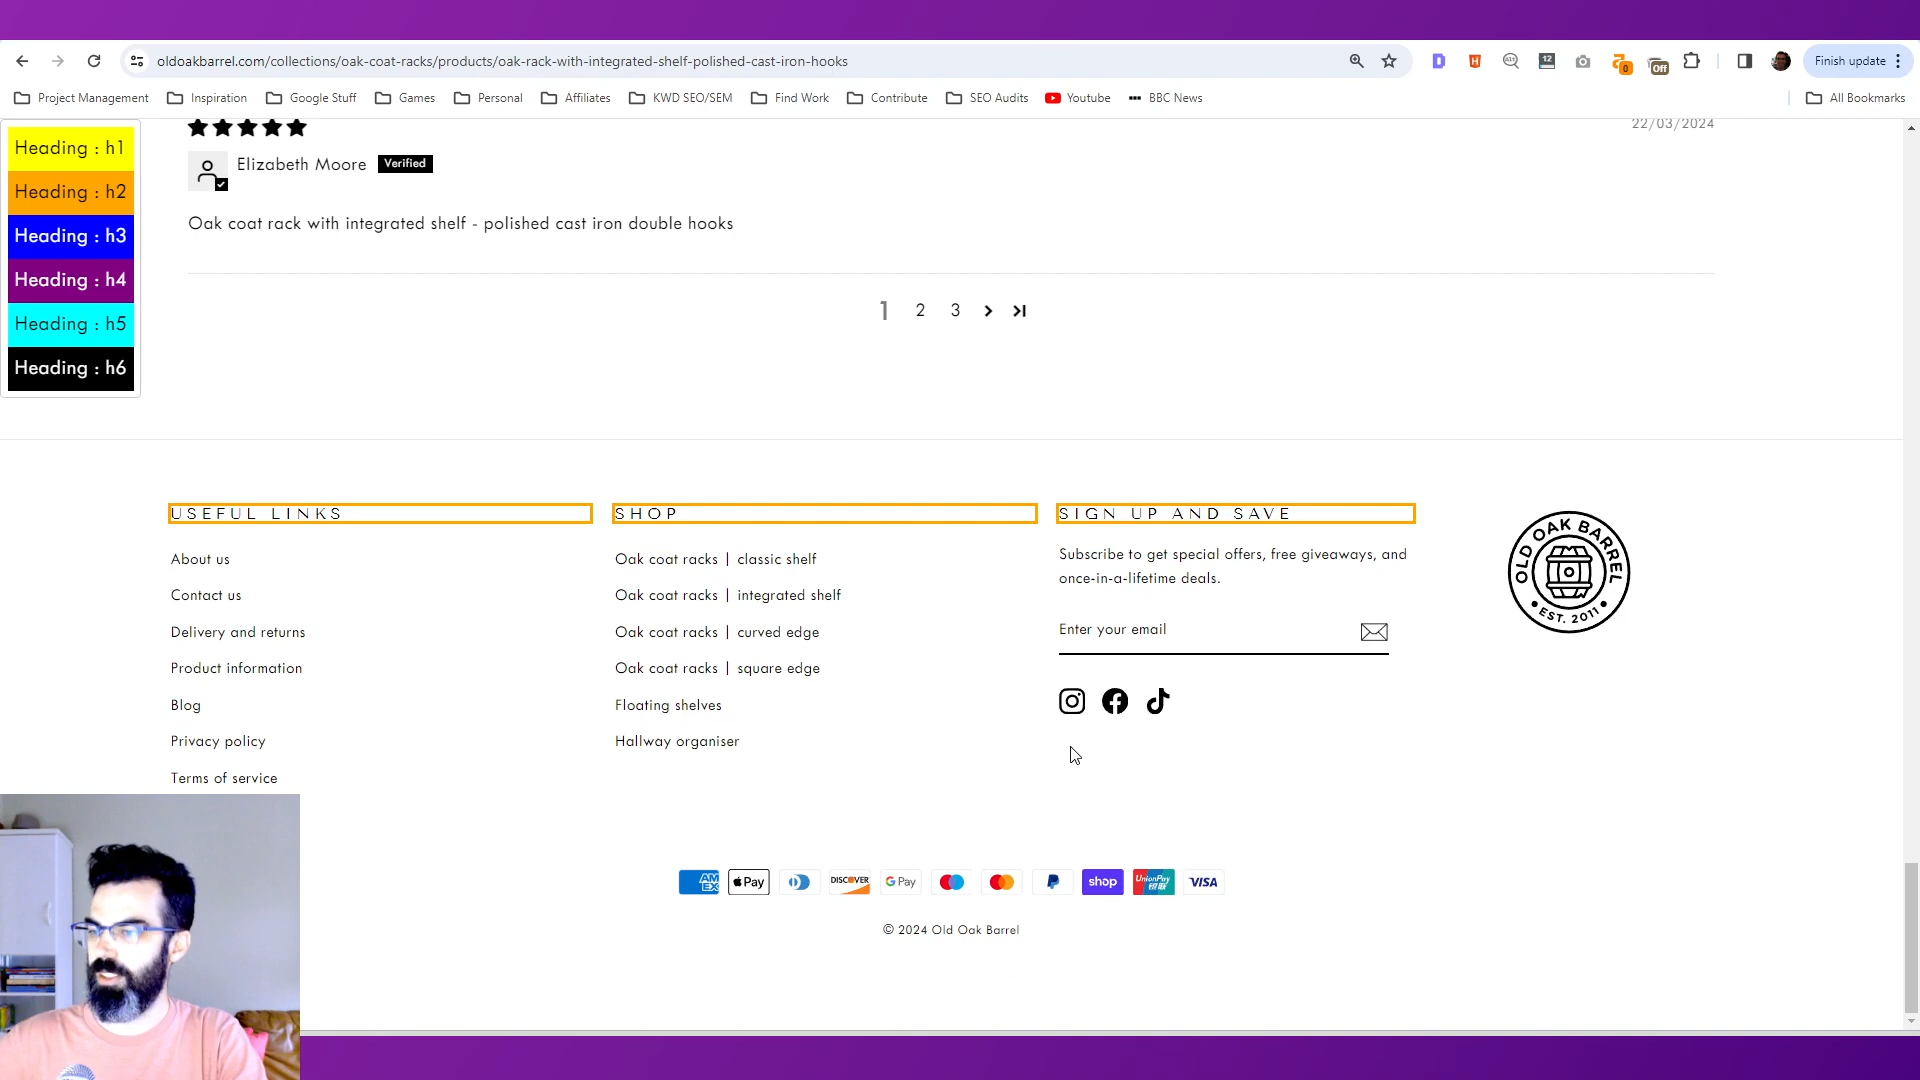 oldoakbarrel.com/collections/oak-coat-racks/products/oak-rack-with-integrated-shelf-polished-cast-iron-hooks
12
0
Off
Finish update
Project Management
Inspiration
Google Stuff
Games
Personal
Affiliates
KWD SEO/SEM
Find Work
Contribute
SEO Audits
Youtube
BBC News
All Bookmarks
Heading : h1
Heading : h2
Heading : h3
Heading : h4
Heading : h5
Heading : h6
22/03/2024
Elizabeth Moore Verified
Oak coat rack with integrated shelf - polished cast iron double hooks
1 2 3
USEFUL LINKS
About us
Contact us
Delivery and returns
Product information
Blog
Privacy policy
Terms of service
SHOP
Oak coat racks | classic shelf
Oak coat racks | integrated shelf
Oak coat racks | curved edge
Oak coat racks | square edge
Floating shelves
Hallway organiser
SIGN UP AND SAVE
Subscribe to get special offers, free giveaways, and
once-in-a-lifetime deals.
Enter your email
OLD OAK BARREL
EST. 2011
AMEX
Pay
DISCOVER
G Pay
shop
UnionPay
银联
VISA
© 2024 Old Oak Barrel